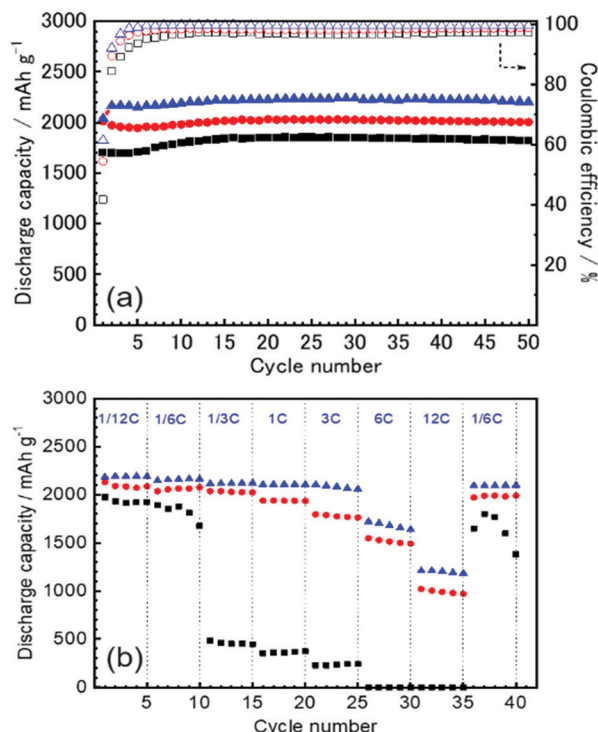 3000
2500
2000
1500
1000
500
0
Discharge capacity / mAh g⁻¹
100
80
60
40
20
Coulombic efficiency / %
(a)
5 10 15 20 25 30 35 40 45 50
Cycle number
3000
2500
2000
1500
1000
500
0
Discharge capacity / mAh g⁻¹
1/12C 1/6C 1/3C 1C 3C 6C 12C 1/6C
(b)
5 10 15 20 25 30 35 40
Cycle number